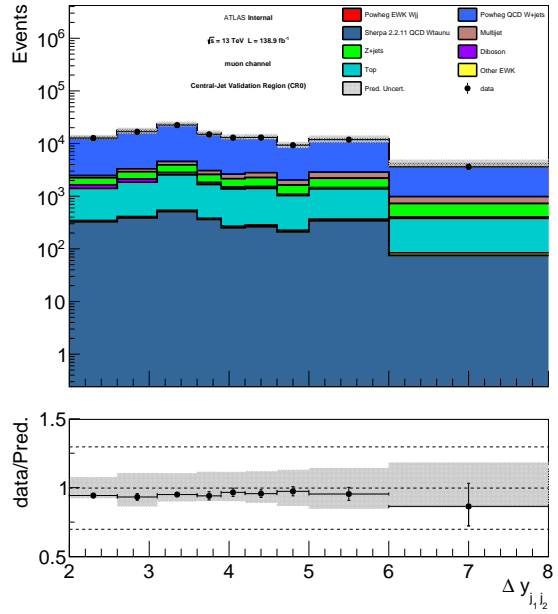 Events
10⁶
10⁵
10⁴
10³
10²
10
1
ATLAS Internal
√s = 13 TeV L = 138.9 fb⁻¹
muon channel
Central-Jet Validation Region (CR0)
Powheg EWK Wjj
Powheg QCD W+jets
Sherpa 2.2.11 QCD Wtaunu
Multijet
Z+jets
Diboson
Top
Other EWK
Pred. Uncert.
data
data/Pred.
1.5
1
0.5
2 3 4 5 6 7 8
Δ y_{j₁j₂}